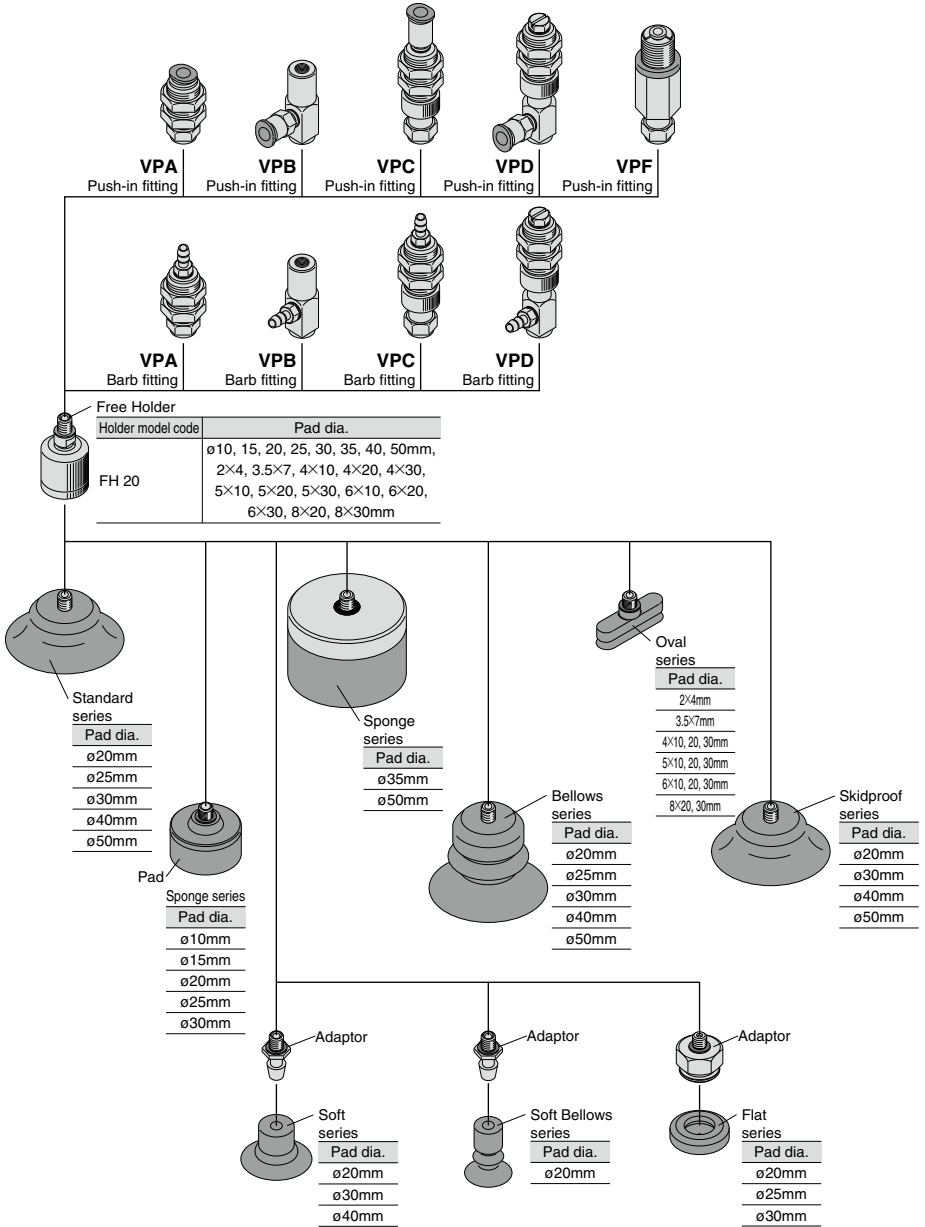 VPA
Push-in fitting
VPB
Push-in fitting
VPC
Push-in fitting
VPD
Push-in fitting
VPF
Push-in fitting
VPA
Barb fitting
VPB
Barb fitting
VPC
Barb fitting
VPD
Barb fitting
Free Holder
Holder model code
Pad dia.
FH 20
ø10, 15, 20, 25, 30, 35, 40, 50mm,
2×4, 3.5×7, 4×10, 4×20, 4×30,
5×10, 5×20, 5×30, 6×10, 6×20,
6×30, 8×20, 8×30mm
Standard
series
Pad dia.
ø20mm
ø25mm
ø30mm
ø40mm
ø50mm
Pad
Sponge series
Pad dia.
ø10mm
ø15mm
ø20mm
ø25mm
ø30mm
Sponge
series
Pad dia.
ø35mm
ø50mm
Bellows
series
Pad dia.
ø20mm
ø25mm
ø30mm
ø40mm
ø50mm
Oval
series
Pad dia.
2×4mm
3.5×7mm
4×10, 20, 30mm
5×10, 20, 30mm
6×10, 20, 30mm
8×20, 30mm
Skidproof
series
Pad dia.
ø20mm
ø30mm
ø40mm
ø50mm
Adaptor
Soft
series
Pad dia.
ø20mm
ø30mm
ø40mm
Adaptor
Soft Bellows
series
Pad dia.
ø20mm
Adaptor
Flat
series
Pad dia.
ø20mm
ø25mm
ø30mm